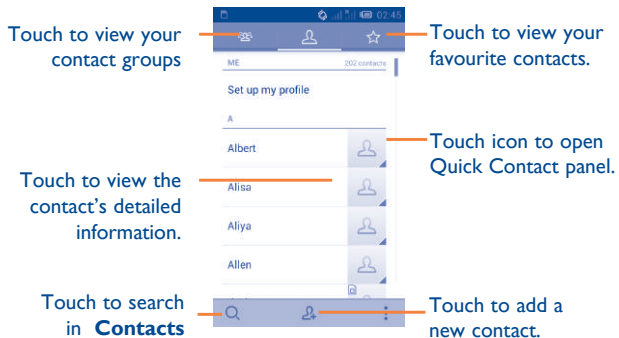 02:45
Touch to view your
contact groups
Touch to view your
favourite contacts.
ME 202 contacts
Set up my profile
A
Albert
Touch icon to open
Quick Contact panel.
Alisa
Touch to view the
contact's detailed
information.
Aliya
Allen
Touch to search
in Contacts
Touch to add a
new contact.